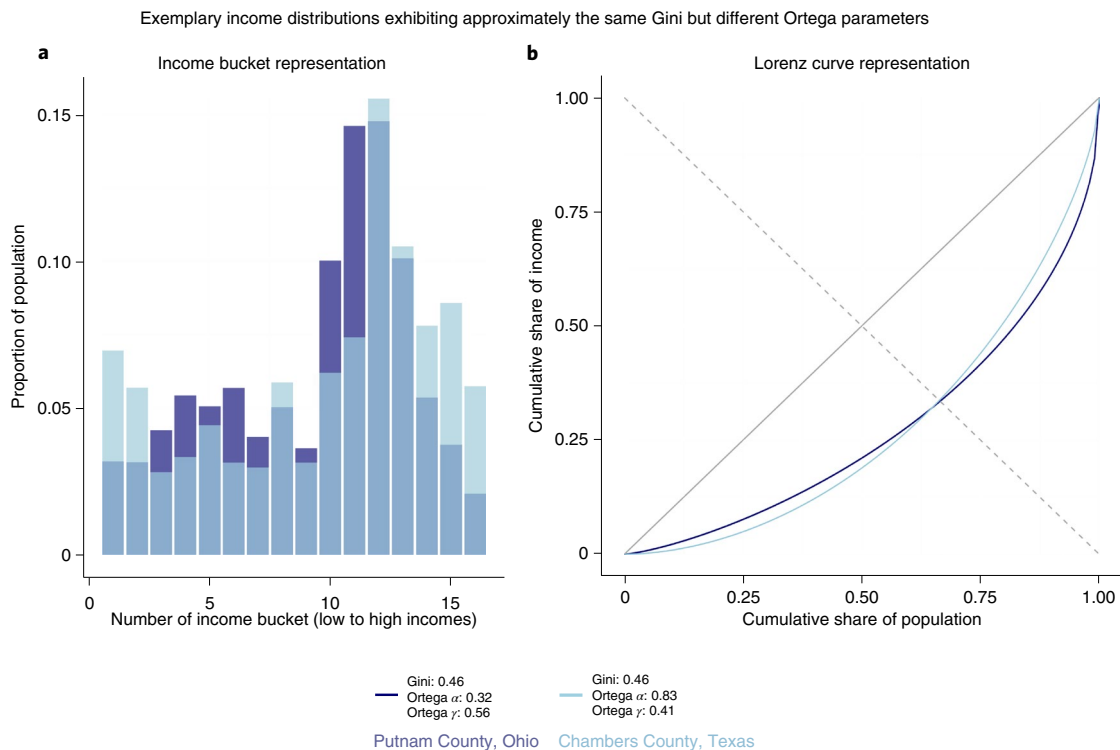 Exemplary income distributions exhibiting approximately the same Gini but different Ortega parameters
a
Income bucket representation
Proportion of population
0.15
0.10
0.05
0
0 5 10 15
Number of income bucket (low to high incomes)
b
Lorenz curve representation
Cumulative share of income
1.00
0.75
0.50
0.25
0
0 0.25 0.50 0.75 1.00
Cumulative share of population
Gini: 0.46
Ortega α: 0.32
Ortega γ: 0.56
Gini: 0.46
Ortega α: 0.83
Ortega γ: 0.41
Putnam County, Ohio Chambers County, Texas